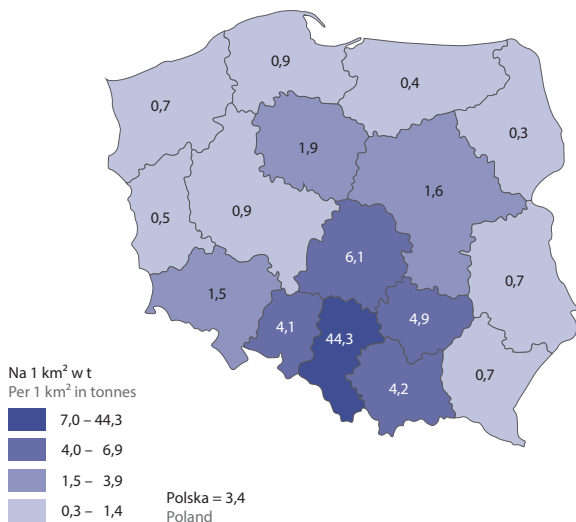 0,9
0,7
0,4
0,3
1,9
1,6
0,5
0,9
6,1
0,7
1,5
4,1
44,3
4,9
4,2
0,7
Na 1 km² w t
Per 1 km² in tonnes
7,0 – 44,3
4,0 – 6,9
1,5 – 3,9
0,3 – 1,4
Polska = 3,4
Poland